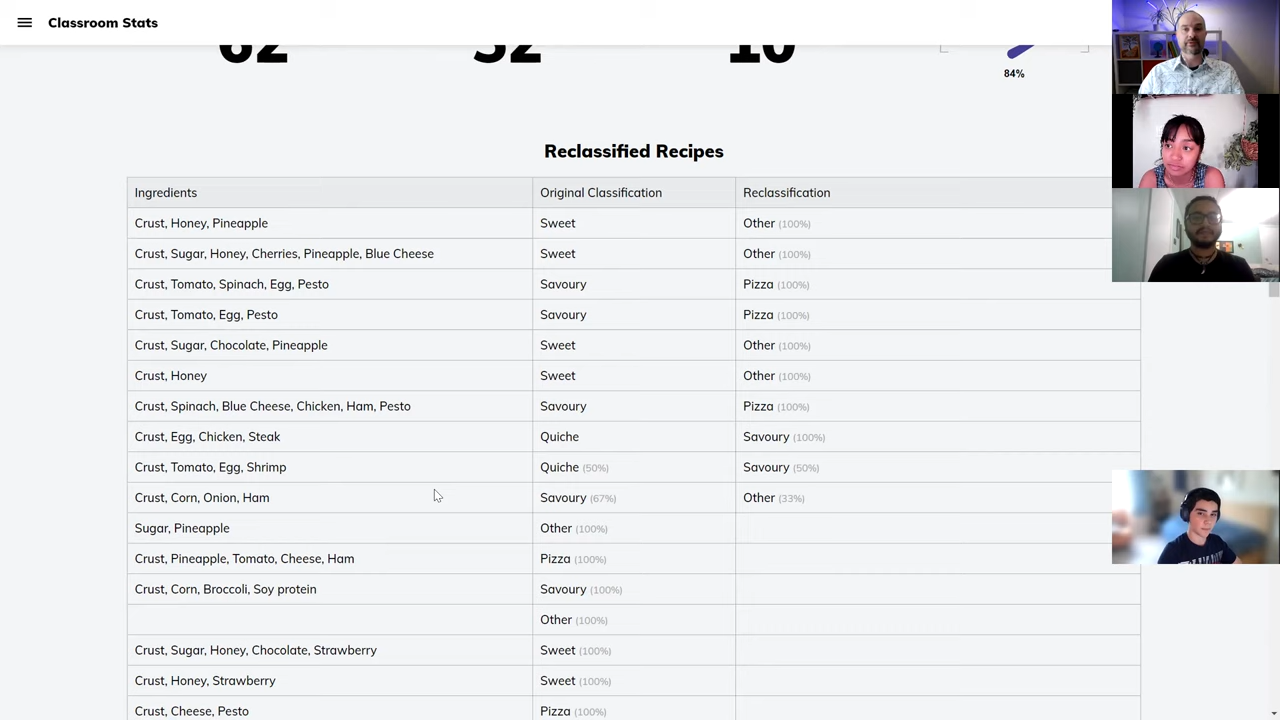 Classroom Stats
62 52 10
84%
Reclassified Recipes
Ingredients Original Classification Reclassification
Crust, Honey, Pineapple Sweet Other (100%)
Crust, Sugar, Honey, Cherries, Pineapple, Blue Cheese Sweet Other (100%)
Crust, Tomato, Spinach, Egg, Pesto Savoury Pizza (100%)
Crust, Tomato, Egg, Pesto Savoury Pizza (100%)
Crust, Sugar, Chocolate, Pineapple Sweet Other (100%)
Crust, Honey Sweet Other (100%)
Crust, Spinach, Blue Cheese, Chicken, Ham, Pesto Savoury Pizza (100%)
Crust, Egg, Chicken, Steak Quiche Savoury (100%)
Crust, Tomato, Egg, Shrimp Quiche (50%) Savoury (50%)
Crust, Corn, Onion, Ham Savoury (67%) Other (33%)
Sugar, Pineapple Other (100%)
Crust, Pineapple, Tomato, Cheese, Ham Pizza (100%)
Crust, Corn, Broccoli, Soy protein Savoury (100%)
Other (100%)
Crust, Sugar, Honey, Chocolate, Strawberry Sweet (100%)
Crust, Honey, Strawberry Sweet (100%)
Crust, Cheese, Pesto Pizza (100%)